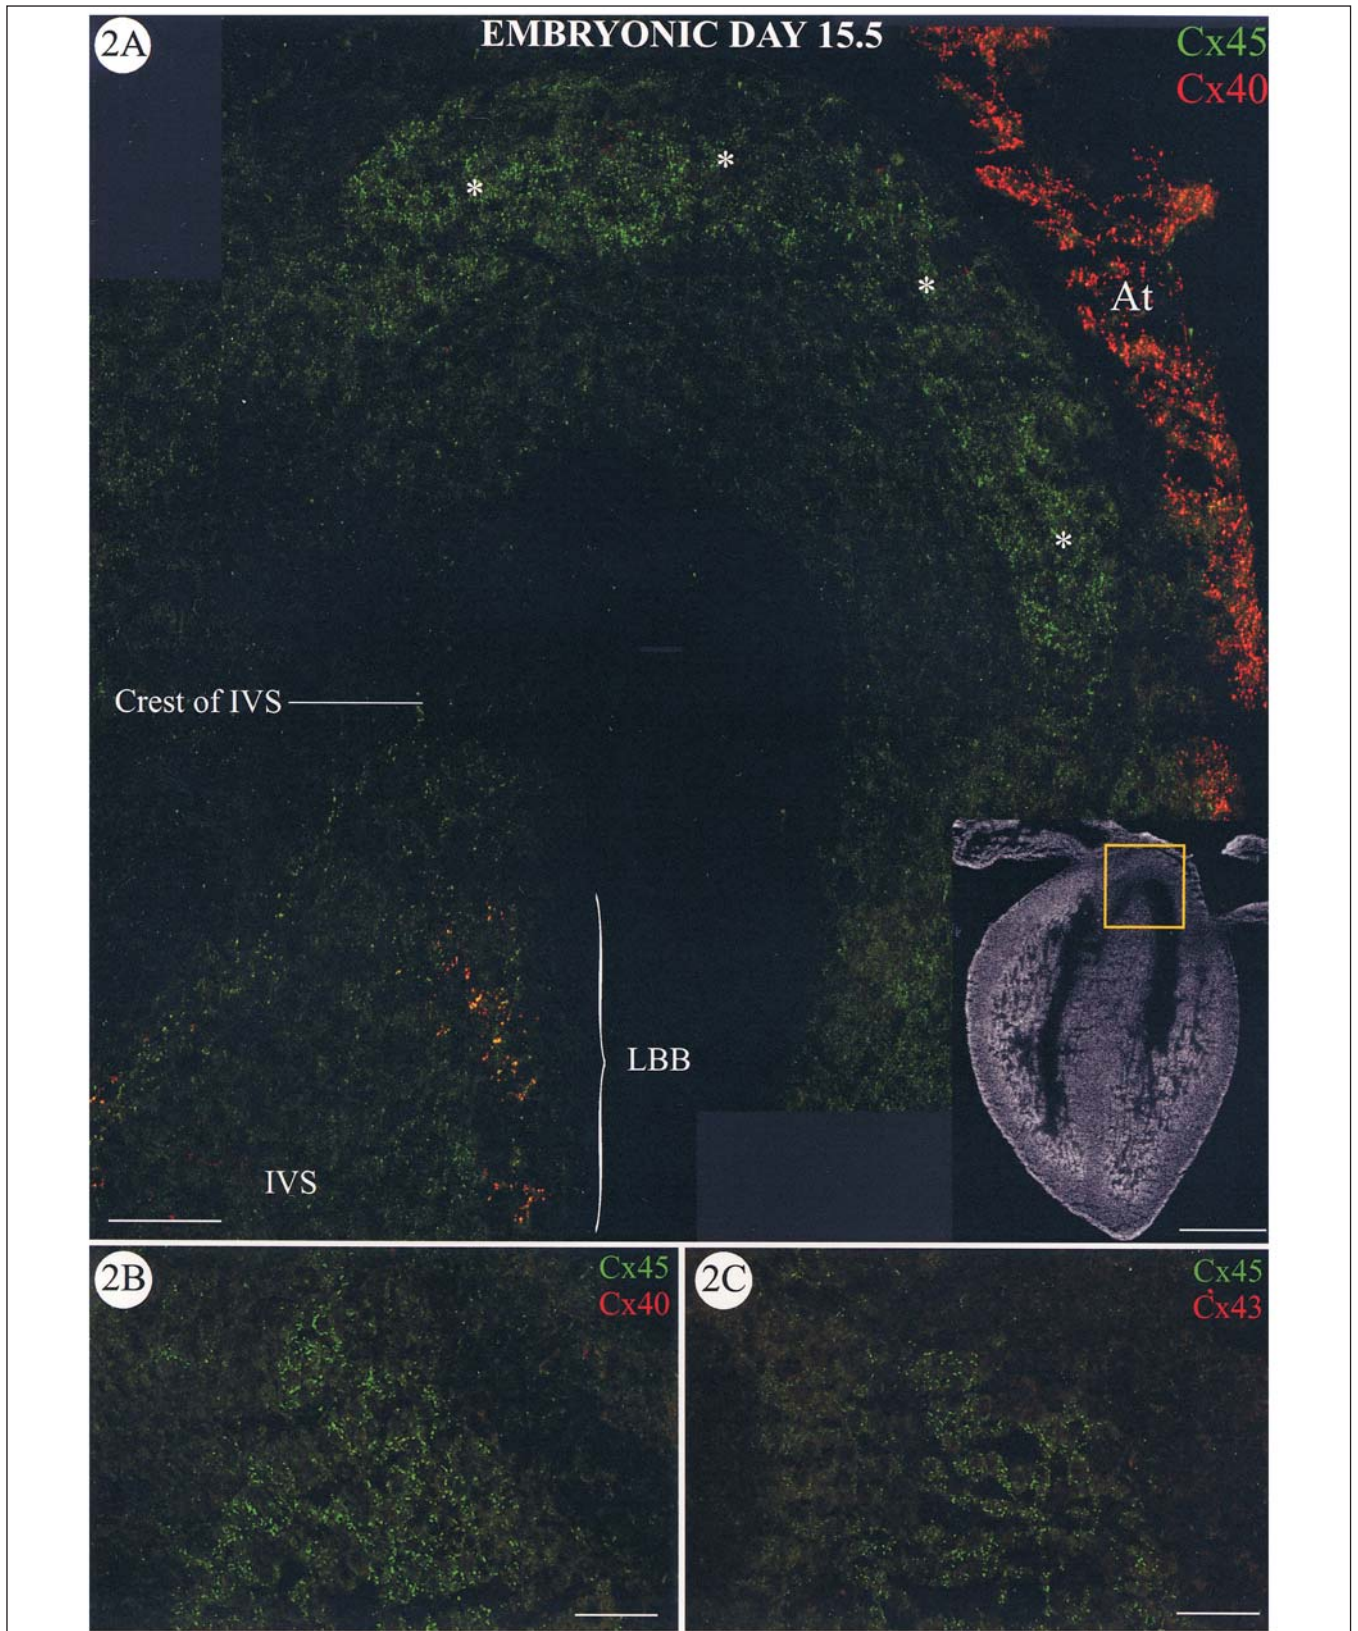 2A
EMBRYONIC DAY 15.5
Cx45
Cx40
*
*
*
At
*
Crest of IVS
LBB
IVS
2B
Cx45
Cx40
2C
Cx45
Cx43